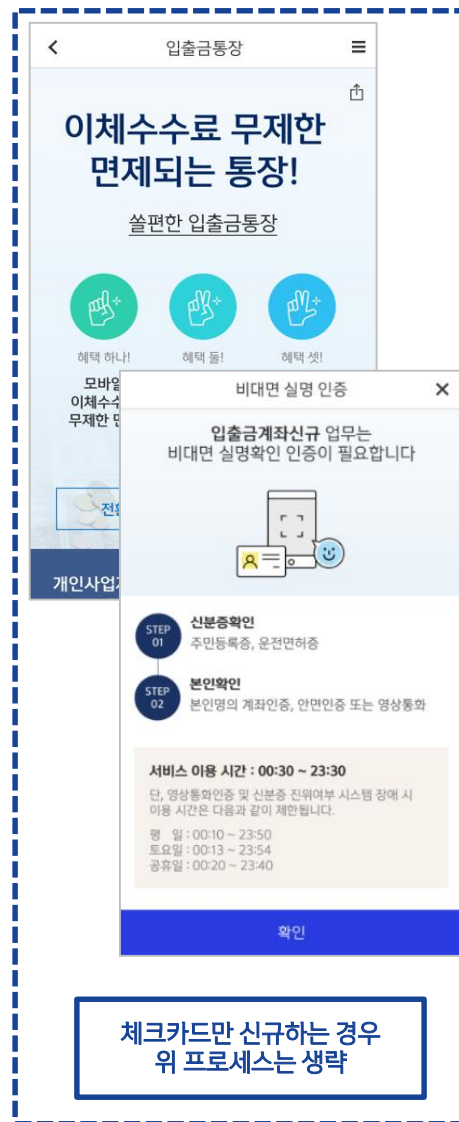 입출금통장
이체수수료 무제한
면제되는 통장!
쏠편한 입출금통장
혜택 하나!
혜택 둘!
혜택 셋!
모바일
이체수수
무제한 면
전환
개인사업자
비대면 실명 인증
입출금계좌신규 업무는
비대면 실명확인 인증이 필요합니다
STEP
01
신분증확인
주민등록증, 운전면허증
STEP
02
본인확인
본인명의 계좌인증, 안면인증 또는 영상통화
서비스 이용 시간 : 00:30 ~ 23:30
단, 영상통화인증 및 신분증 진위여부 시스템 장애 시
이용 시간은 다음과 같이 제한됩니다.
평 일 : 00:10 ~ 23:50
토요일 : 00:13 ~ 23:54
공휴일 : 00:20 ~ 23:40
확인
체크카드만 신규하는 경우
위 프로세스는 생략